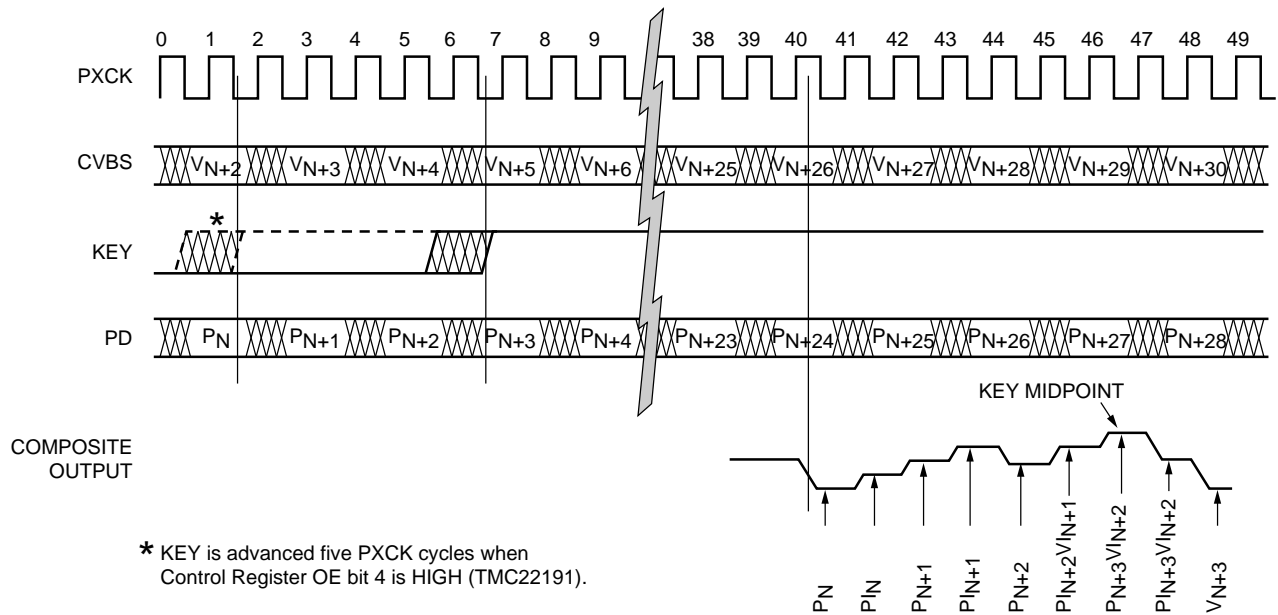 0 1 2 3 4 5 6 7 8 9 38 39 40 41 42 43 44 45 46 47 48 49
PXCK
CVBS VN+2 VN+3 VN+4 VN+5 VN+6 VN+25 VN+26 VN+27 VN+28 VN+29 VN+30
*
KEY
PD PN PN+1 PN+2 PN+3 PN+4 PN+23 PN+24 PN+25 PN+26 PN+27 PN+28
KEY MIDPOINT
COMPOSITE
OUTPUT
PN
PIN
PN+1
PIN+1
PN+2
PIN+2VIN+1
PN+3VIN+2
PIN+3VIN+2
VN+3
* KEY is advanced five PXCK cycles when
Control Register OE bit 4 is HIGH (TMC22191).